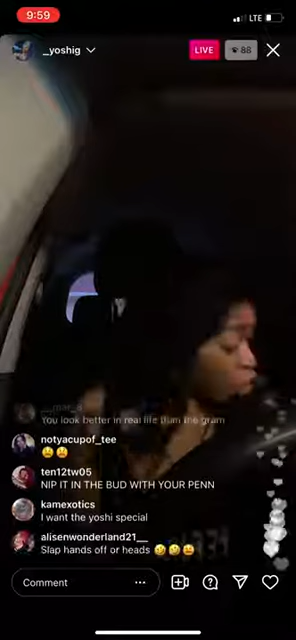 9:59
LTE
_yoshig
LIVE
88
You look better in real life than the gram
notyacupof_tee
😫😫
ten12tw05
NIP IT IN THE BUD WITH YOUR PENN
kamexotics
I want the yoshi special
alisenwonderland21__
Slap hands off or heads 🤣🤣🤣
Comment